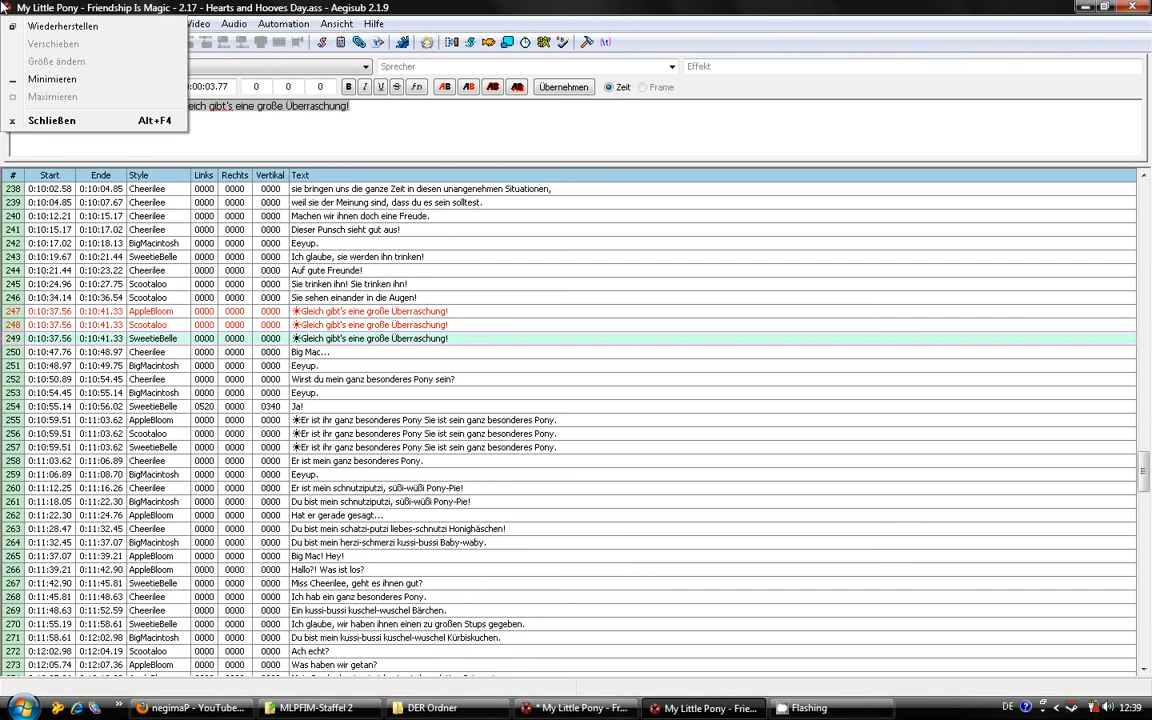 My Little Pony - Friendship Is Magic - 2.17 - Hearts and Hooves Day.ass - Aegisub 2.1.9
Wiederherstellen
Verschieben
Größe ändern
Minimieren
Maximieren
Schließen Alt+F4
Video Audio Automation Ansicht Hilfe
Sprecher Effekt
0:00:03.77 0 0 0 B I U S AB AB AB AB Übernehmen Zeit Frame
eich gibt's eine große Überraschung!
# Start Ende Style Links Rechts Vertikal Text
238 0:10:02.58 0:10:04.85 Cheerilee 0000 0000 0000 sie bringen uns die ganze Zeit in diesen unangenehmen Situationen,
239 0:10:04.85 0:10:07.67 Cheerilee 0000 0000 0000 weil sie der Meinung sind, dass du es sein solltest.
240 0:10:12.21 0:10:15.17 Cheerilee 0000 0000 0000 Machen wir ihnen doch eine Freude.
241 0:10:15.17 0:10:17.02 Cheerilee 0000 0000 0000 Dieser Punsch sieht gut aus!
242 0:10:17.02 0:10:18.13 BigMacintosh 0000 0000 0000 Eeyup.
243 0:10:19.67 0:10:21.44 SweetieBelle 0000 0000 0000 Ich glaube, sie werden ihn trinken!
244 0:10:21.44 0:10:23.22 Cheerilee 0000 0000 0000 Auf gute Freunde!
245 0:10:24.96 0:10:27.75 Scootaloo 0000 0000 0000 Sie trinken ihn! Sie trinken ihn!
246 0:10:34.14 0:10:36.54 Scootaloo 0000 0000 0000 Sie sehen einander in die Augen!
247 0:10:37.56 0:10:41.33 AppleBloom 0000 0000 0000 ☀Gleich gibt's eine große Überraschung!
248 0:10:37.56 0:10:41.33 Scootaloo 0000 0000 0000 ☀Gleich gibt's eine große Überraschung!
249 0:10:37.56 0:10:41.33 SweetieBelle 0000 0000 0000 ☀Gleich gibt's eine große Überraschung!
250 0:10:47.76 0:10:48.97 Cheerilee 0000 0000 0000 Big Mac...
251 0:10:48.97 0:10:49.75 BigMacintosh 0000 0000 0000 Eeyup.
252 0:10:50.89 0:10:54.45 Cheerilee 0000 0000 0000 Wirst du mein ganz besonderes Pony sein?
253 0:10:54.45 0:10:55.14 BigMacintosh 0000 0000 0000 Eeyup.
254 0:10:55.14 0:10:56.02 SweetieBelle 0520 0000 0340 Ja!
255 0:10:59.51 0:11:03.62 AppleBloom 0000 0000 0000 ☀Er ist ihr ganz besonderes Pony Sie ist sein ganz besonderes Pony.
256 0:10:59.51 0:11:03.62 Scootaloo 0000 0000 0000 ☀Er ist ihr ganz besonderes Pony Sie ist sein ganz besonderes Pony.
257 0:10:59.51 0:11:03.62 SweetieBelle 0000 0000 0000 ☀Er ist ihr ganz besonderes Pony Sie ist sein ganz besonderes Pony.
258 0:11:03.62 0:11:06.89 Cheerilee 0000 0000 0000 Er ist mein ganz besonderes Pony.
259 0:11:06.89 0:11:08.70 BigMacintosh 0000 0000 0000 Eeyup.
260 0:11:12.25 0:11:16.26 Cheerilee 0000 0000 0000 Er ist mein schnutziputzi, süßi-wüßi Pony-Pie!
261 0:11:18.05 0:11:22.30 BigMacintosh 0000 0000 0000 Du bist mein schnutziputzi, süßi-wüßi Pony-Pie!
262 0:11:22.30 0:11:24.76 AppleBloom 0000 0000 0000 Hat er gerade gesagt...
263 0:11:28.47 0:11:32.45 Cheerilee 0000 0000 0000 Du bist mein schatzi-putzi liebes-schnutzi Honighäschen!
264 0:11:32.45 0:11:37.07 BigMacintosh 0000 0000 0000 Du bist mein herzi-schmerzi kussi-bussi Baby-waby.
265 0:11:37.07 0:11:39.21 AppleBloom 0000 0000 0000 Big Mac! Hey!
266 0:11:39.21 0:11:42.90 AppleBloom 0000 0000 0000 Hallo?! Was ist los?
267 0:11:42.90 0:11:45.81 SweetieBelle 0000 0000 0000 Miss Cheerilee, geht es ihnen gut?
268 0:11:45.81 0:11:48.63 Cheerilee 0000 0000 0000 Ich hab ein ganz besonderes Pony.
269 0:11:48.63 0:11:52.59 Cheerilee 0000 0000 0000 Ein kussi-bussi kuschel-wuschel Bärchen.
270 0:11:55.19 0:11:58.61 SweetieBelle 0000 0000 0000 Ich glaube, wir haben ihnen einen zu großen Stups gegeben.
271 0:11:58.61 0:12:02.98 BigMacintosh 0000 0000 0000 Du bist mein kussi-bussi kuschel-wuschel Kürbiskuchen.
272 0:12:02.98 0:12:04.19 Scootaloo 0000 0000 0000 Ach echt?
273 0:12:05.74 0:12:07.36 AppleBloom 0000 0000 0000 Was haben wir getan?
negimaP - YouTube... MLPFIM-Staffel 2 DER Ordner * My Little Pony - Frie... My Little Pony - Frie... Flashing DE 12:39